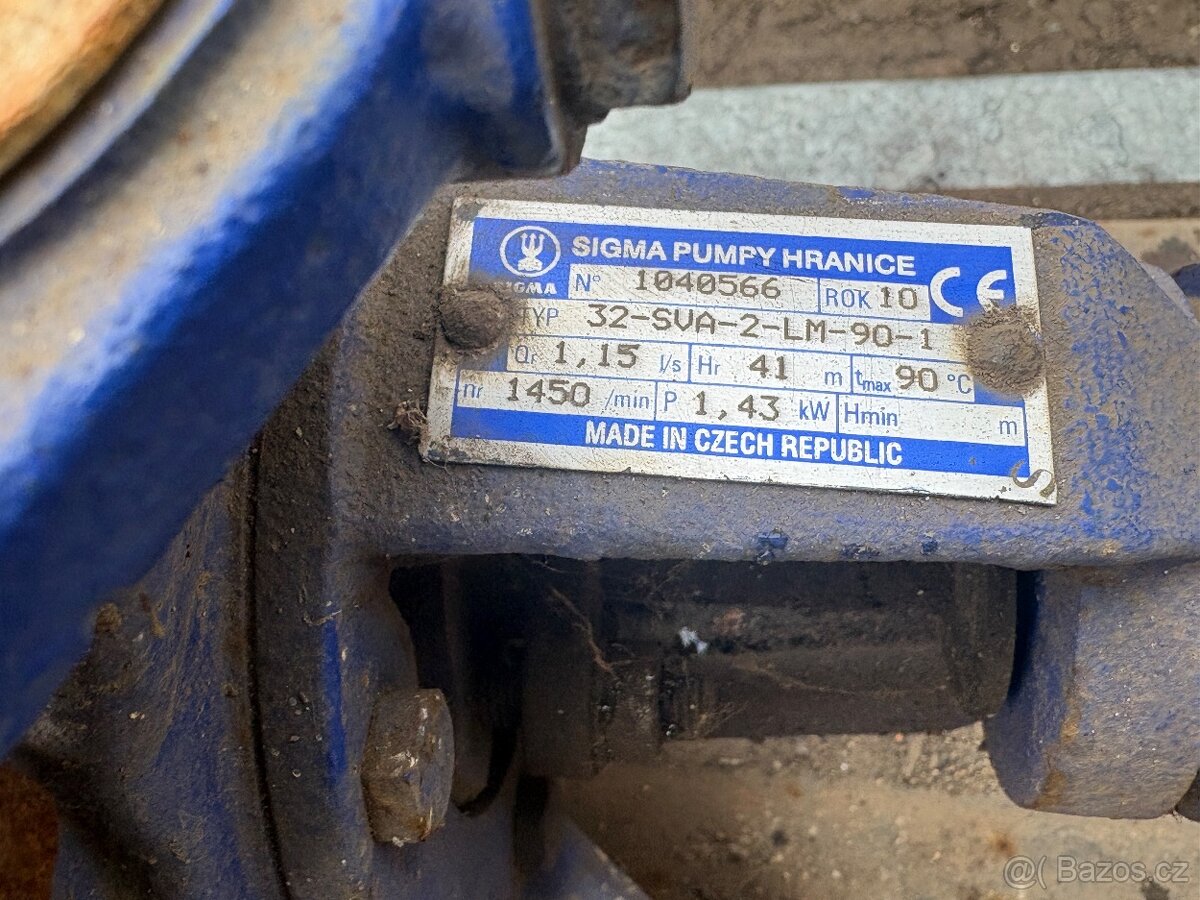 SIGMA PUMPY HRANICE
SIGMA N° 1040566 ROK 10 CE
TYP 32-SVA-2-LM-90-1
Qr 1,15 l/s Hr 41 m tmax 90 °C
nr 1450 /min P 1,43 kW Hmin m
MADE IN CZECH REPUBLIC
S
@( Bazos.cz